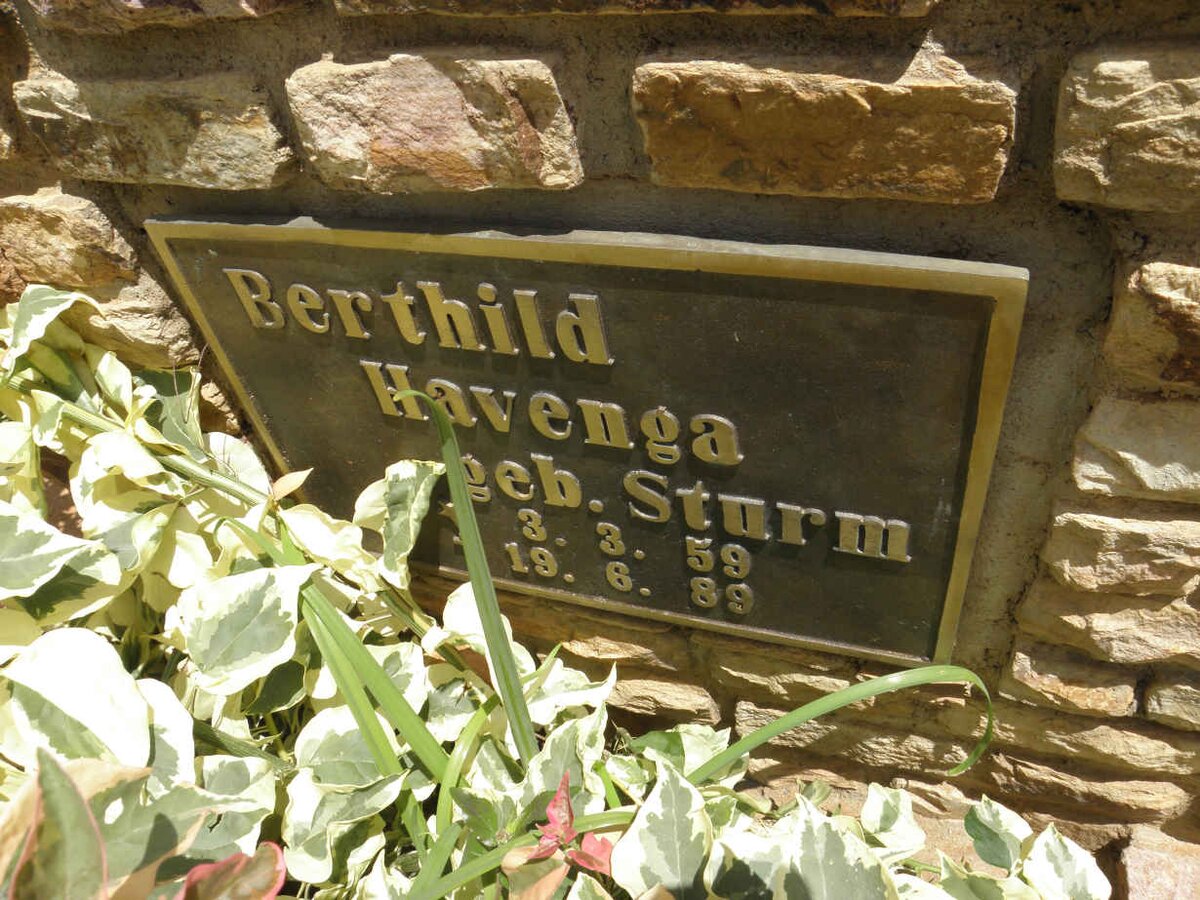 Berthild
Havenga
geb. Sturm
3. 3. 59
19. 6. 89